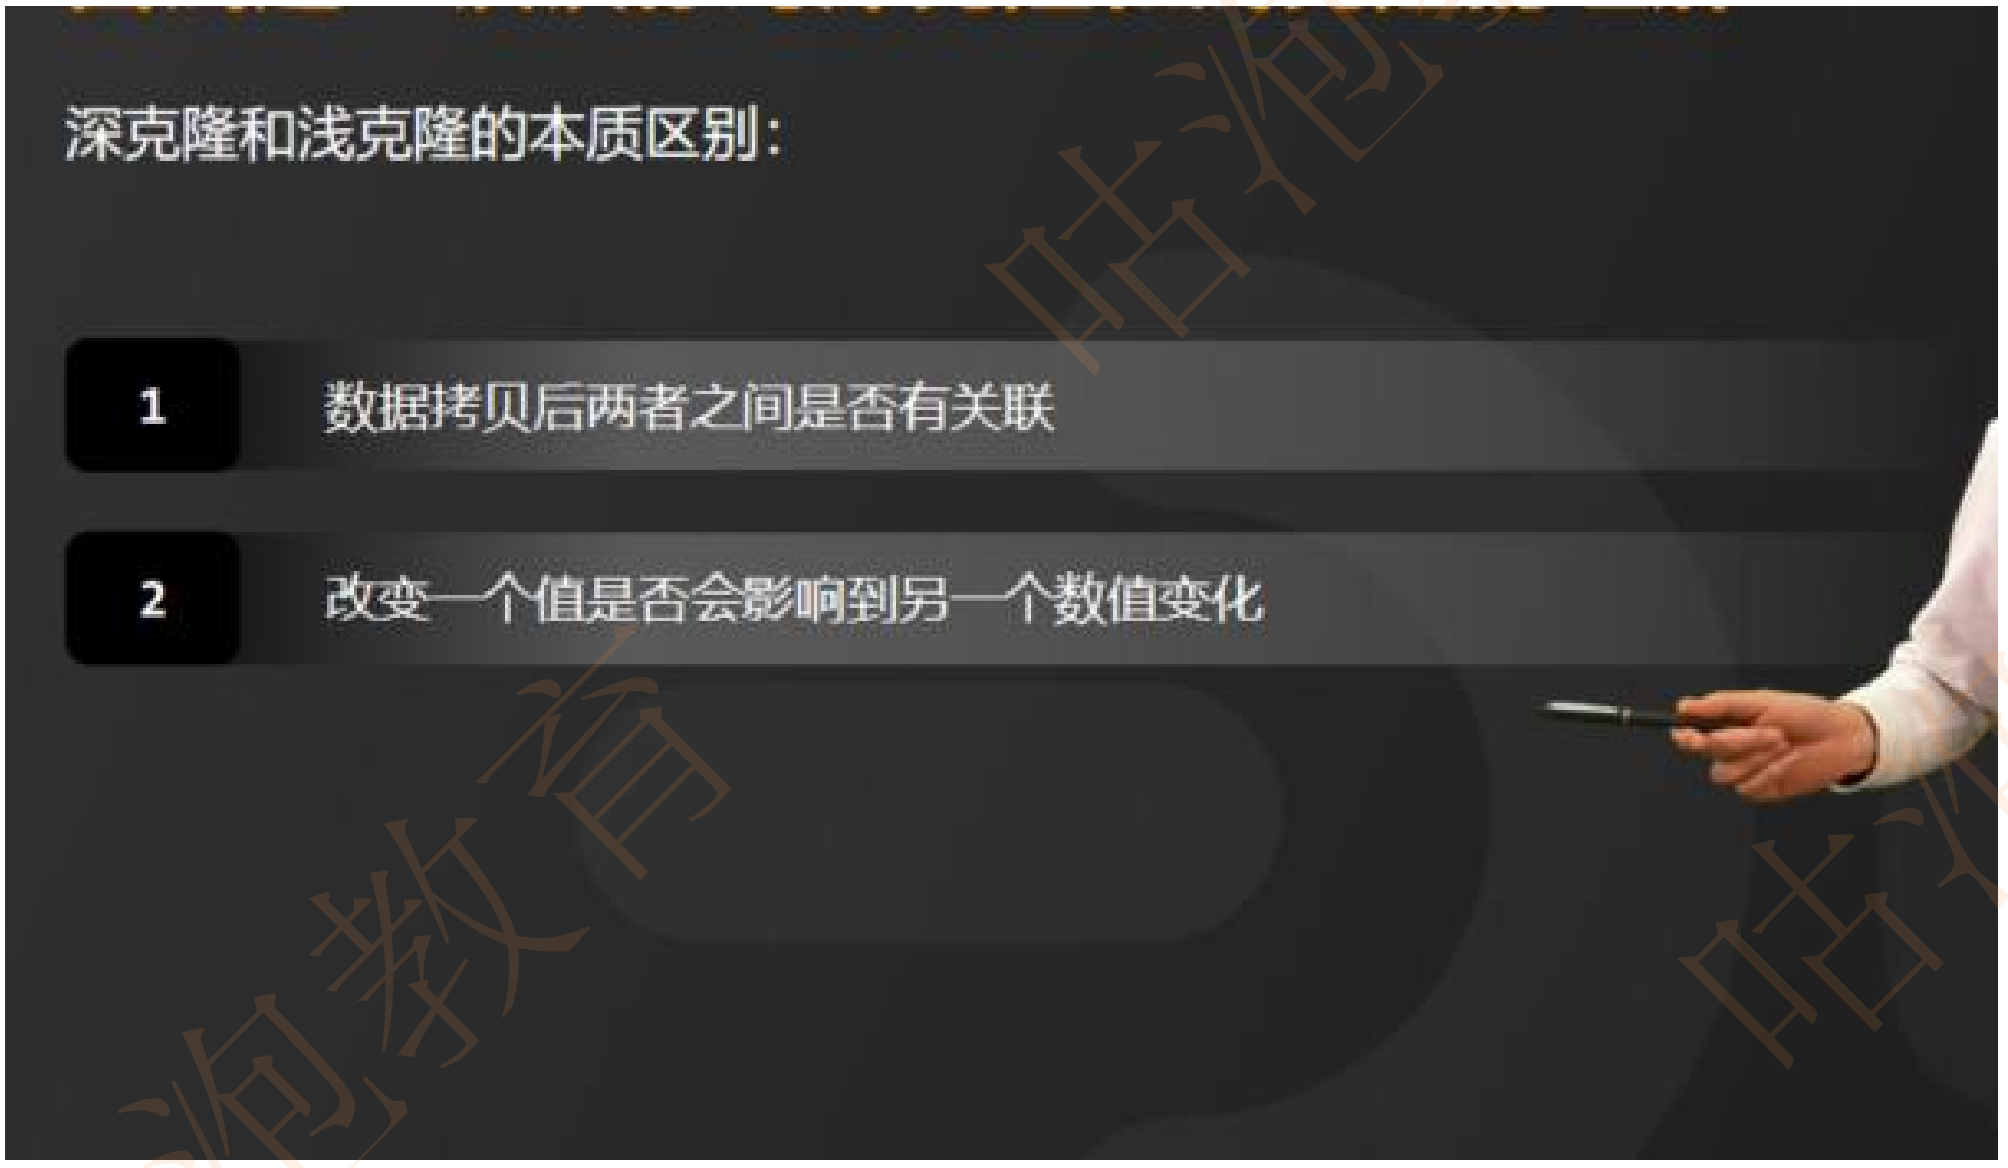 深克隆和浅克隆的本质区别：
1 数据拷贝后两者之间是否有关联
2 改变一个值是否会影响到另一个数值变化
咕泡
泡教育
咕泡